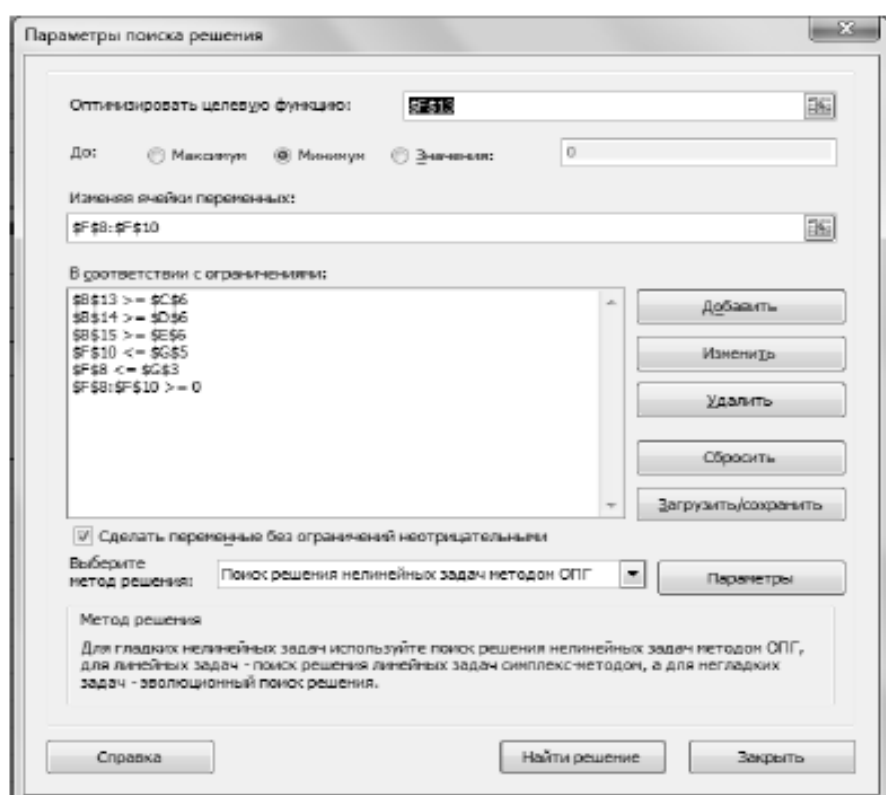 Параметры поиска решения
Оптимизировать целевую функцию: $F$13
До: Максимум Минимум Значения: 0
Изменяя ячейки переменных:
$F$8:$F$10
В соответствии с ограничениями:
$B$13 >= $C$6
$B$14 >= $D$6
$B$15 >= $E$6
$F$10 <= $G$5
$F$8 <= $G$3
$F$8:$F$10 >= 0
Добавить
Изменить
Удалить
Сбросить
Загрузить/сохранить
Сделать переменные без ограничений неотрицательными
Выберите
метод решения: Поиск решения нелинейных задач методом ОПГ Параметры
Метод решения
Для гладких нелинейных задач используйте поиск решения нелинейных задач методом ОПГ,
для линейных задач - поиск решения линейных задач симплекс-методом, а для негладких
задач - эволюционный поиск решения.
Справка Найти решение Закрыть